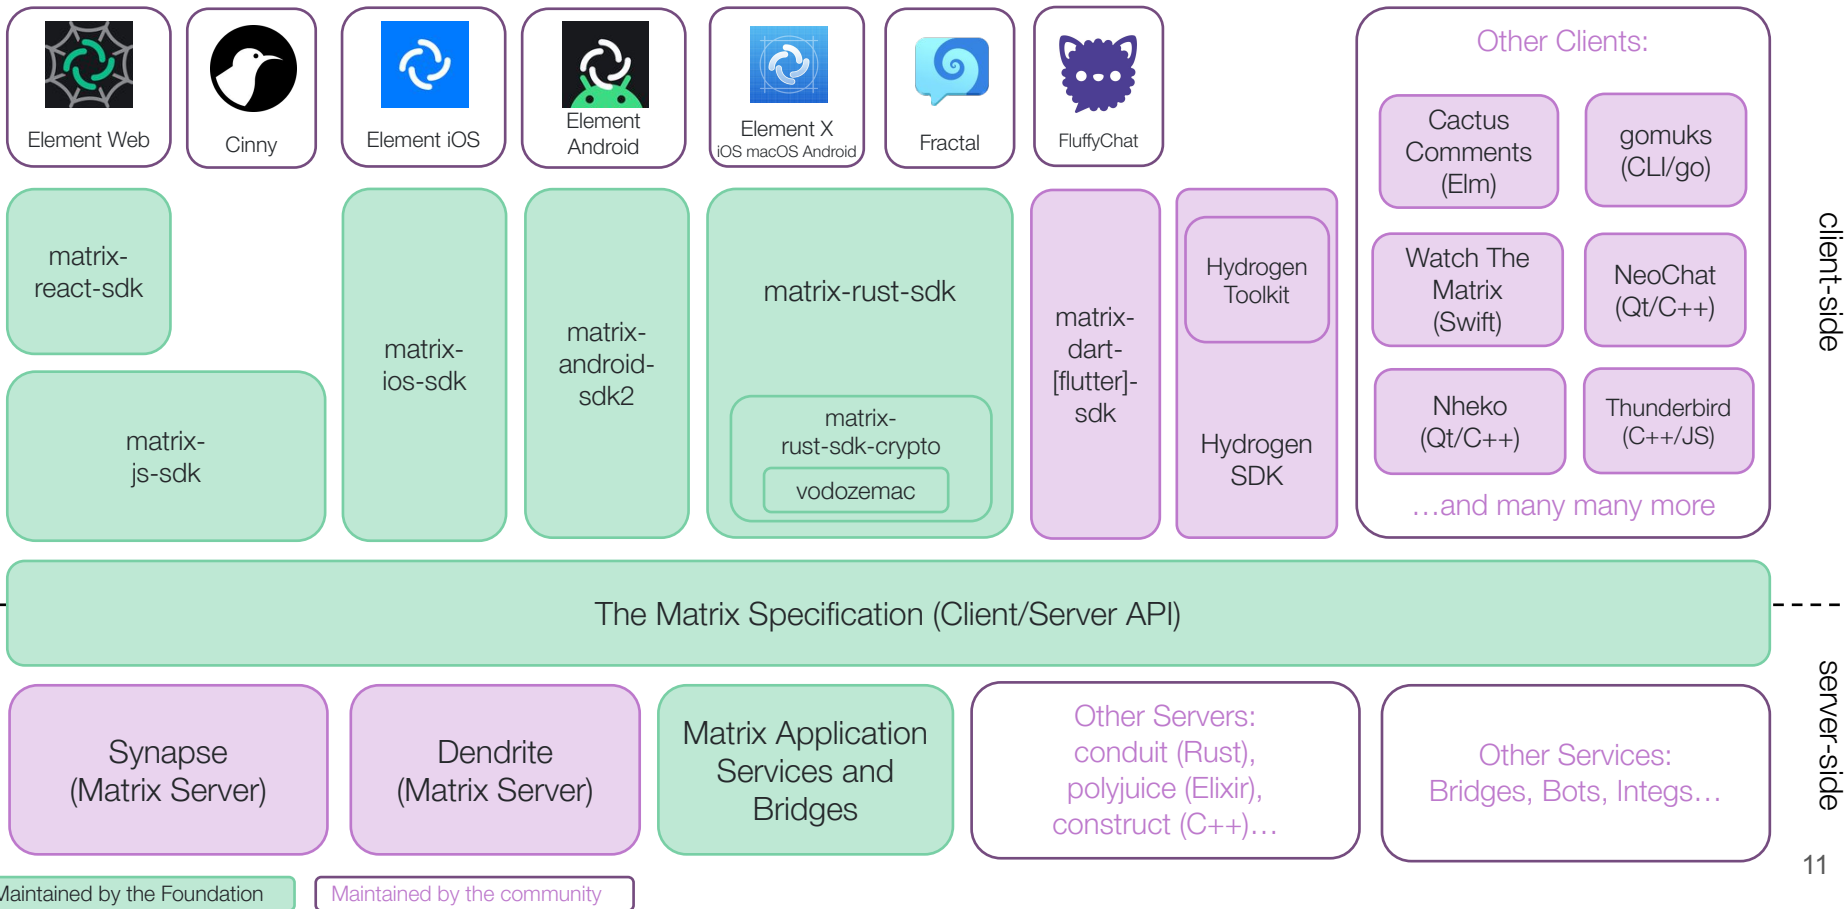 Element Web
Cinny
Element iOS
Element
Android
Element X
iOS macOS Android
Fractal
FluffyChat
Other Clients:
Cactus
Comments
(Elm)
gomuks
(CLI/go)
Watch The
Matrix
(Swift)
NeoChat
(Qt/C++)
Nheko
(Qt/C++)
Thunderbird
(C++/JS)
…and many many more
matrix-
react-sdk
matrix-
js-sdk
matrix-
ios-sdk
matrix-
android-
sdk2
matrix-rust-sdk
matrix-
rust-sdk-crypto
vodozemac
matrix-
dart-
[flutter]-
sdk
Hydrogen
Toolkit
Hydrogen
SDK
client-side
The Matrix Specification (Client/Server API)
Synapse
(Matrix Server)
Dendrite
(Matrix Server)
Matrix Application
Services and
Bridges
Other Servers:
conduit (Rust),
polyjuice (Elixir),
construct (C++)…
Other Services:
Bridges, Bots, Integs…
server-side
11
Maintained by the Foundation
Maintained by the community